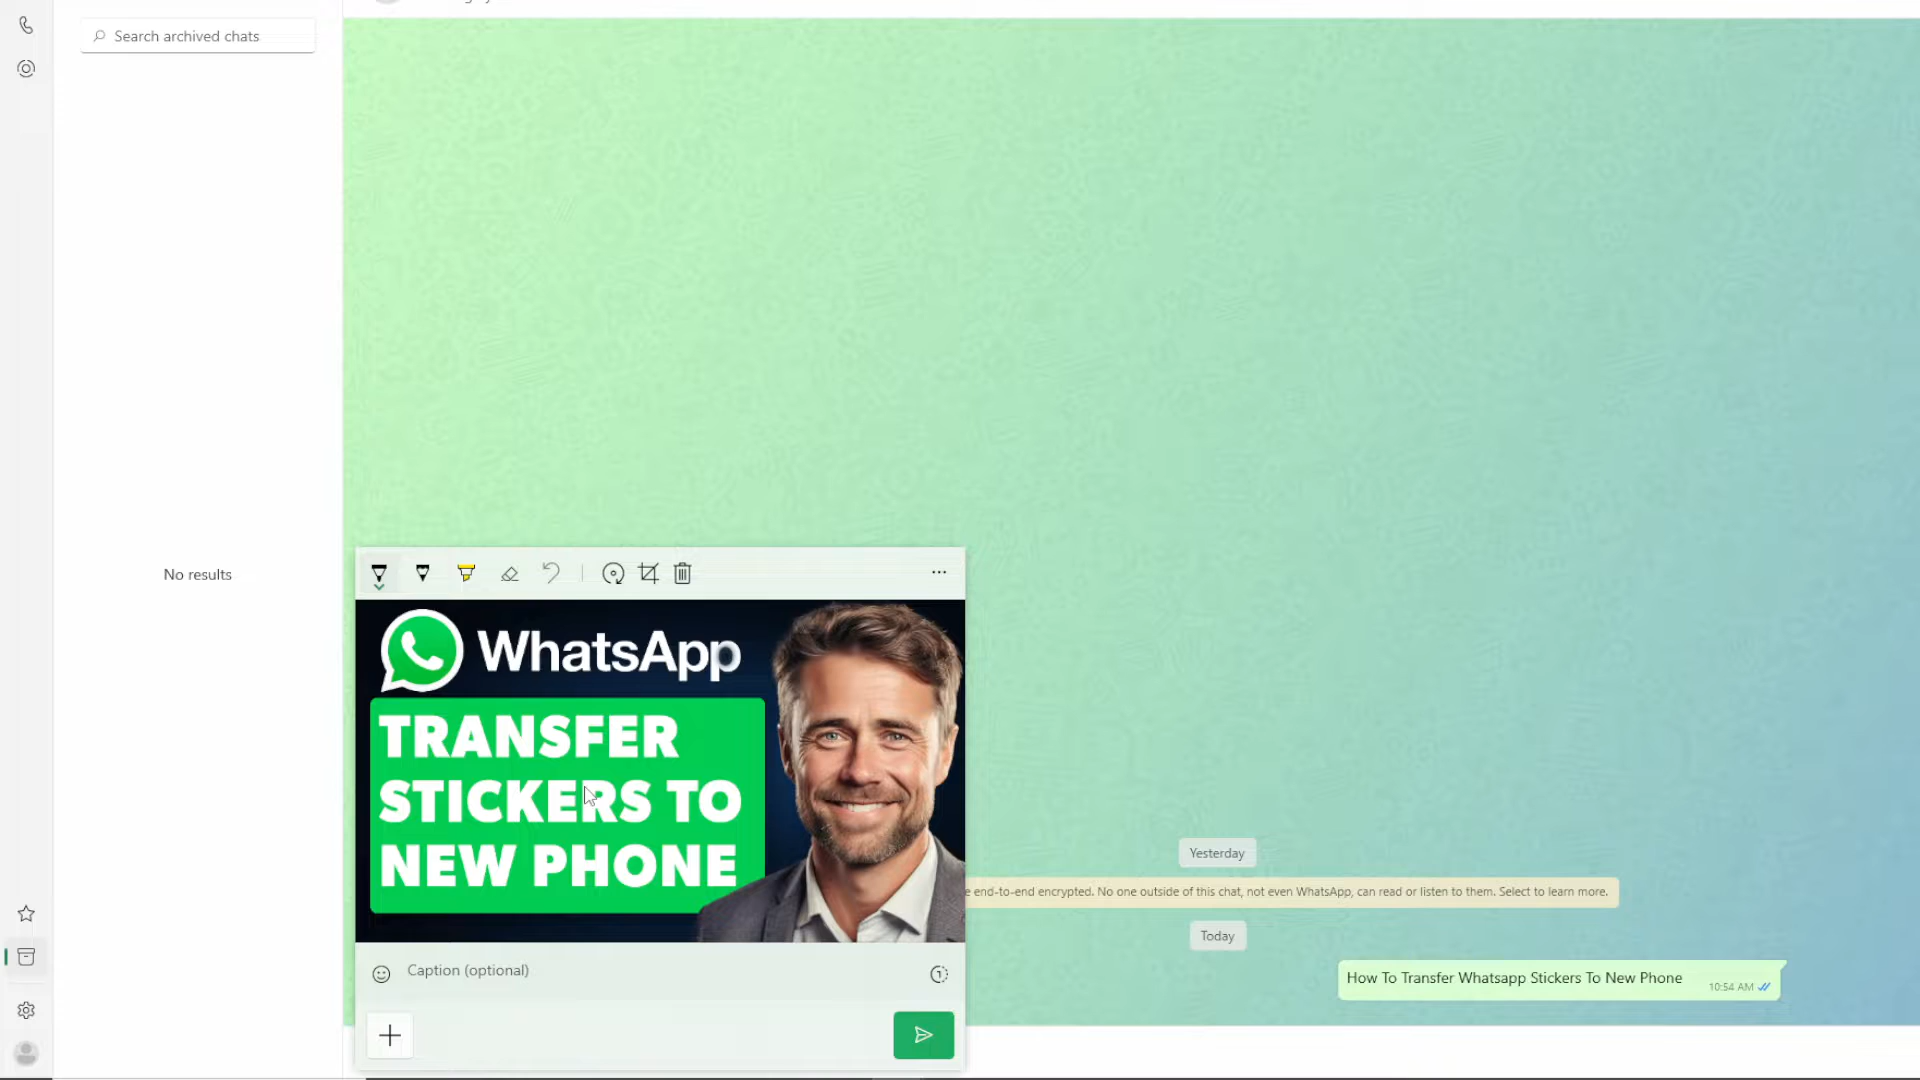 Search archived chats
No results
WhatsApp
TRANSFER
STICKERS TO
NEW PHONE
Caption (optional)
Yesterday
end-to-end encrypted. No one outside of this chat, not even WhatsApp, can read or listen to them. Select to learn more.
Today
How To Transfer Whatsapp Stickers To New Phone
10:54 AM